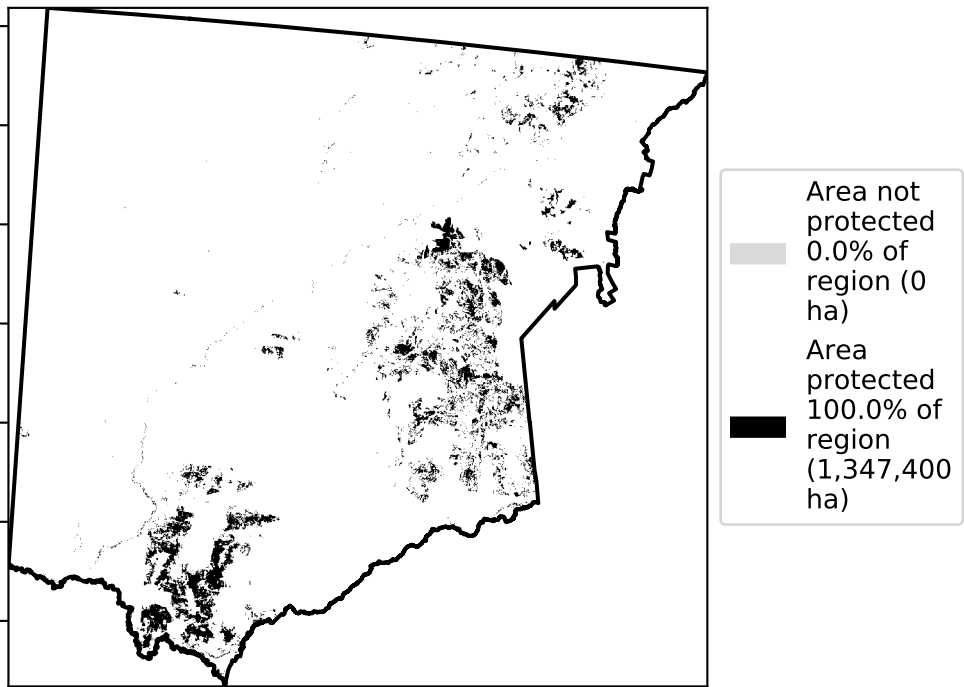 Area not
protected
0.0% of
region (0
ha)
Area
protected
100.0% of
region
(1,347,400
ha)